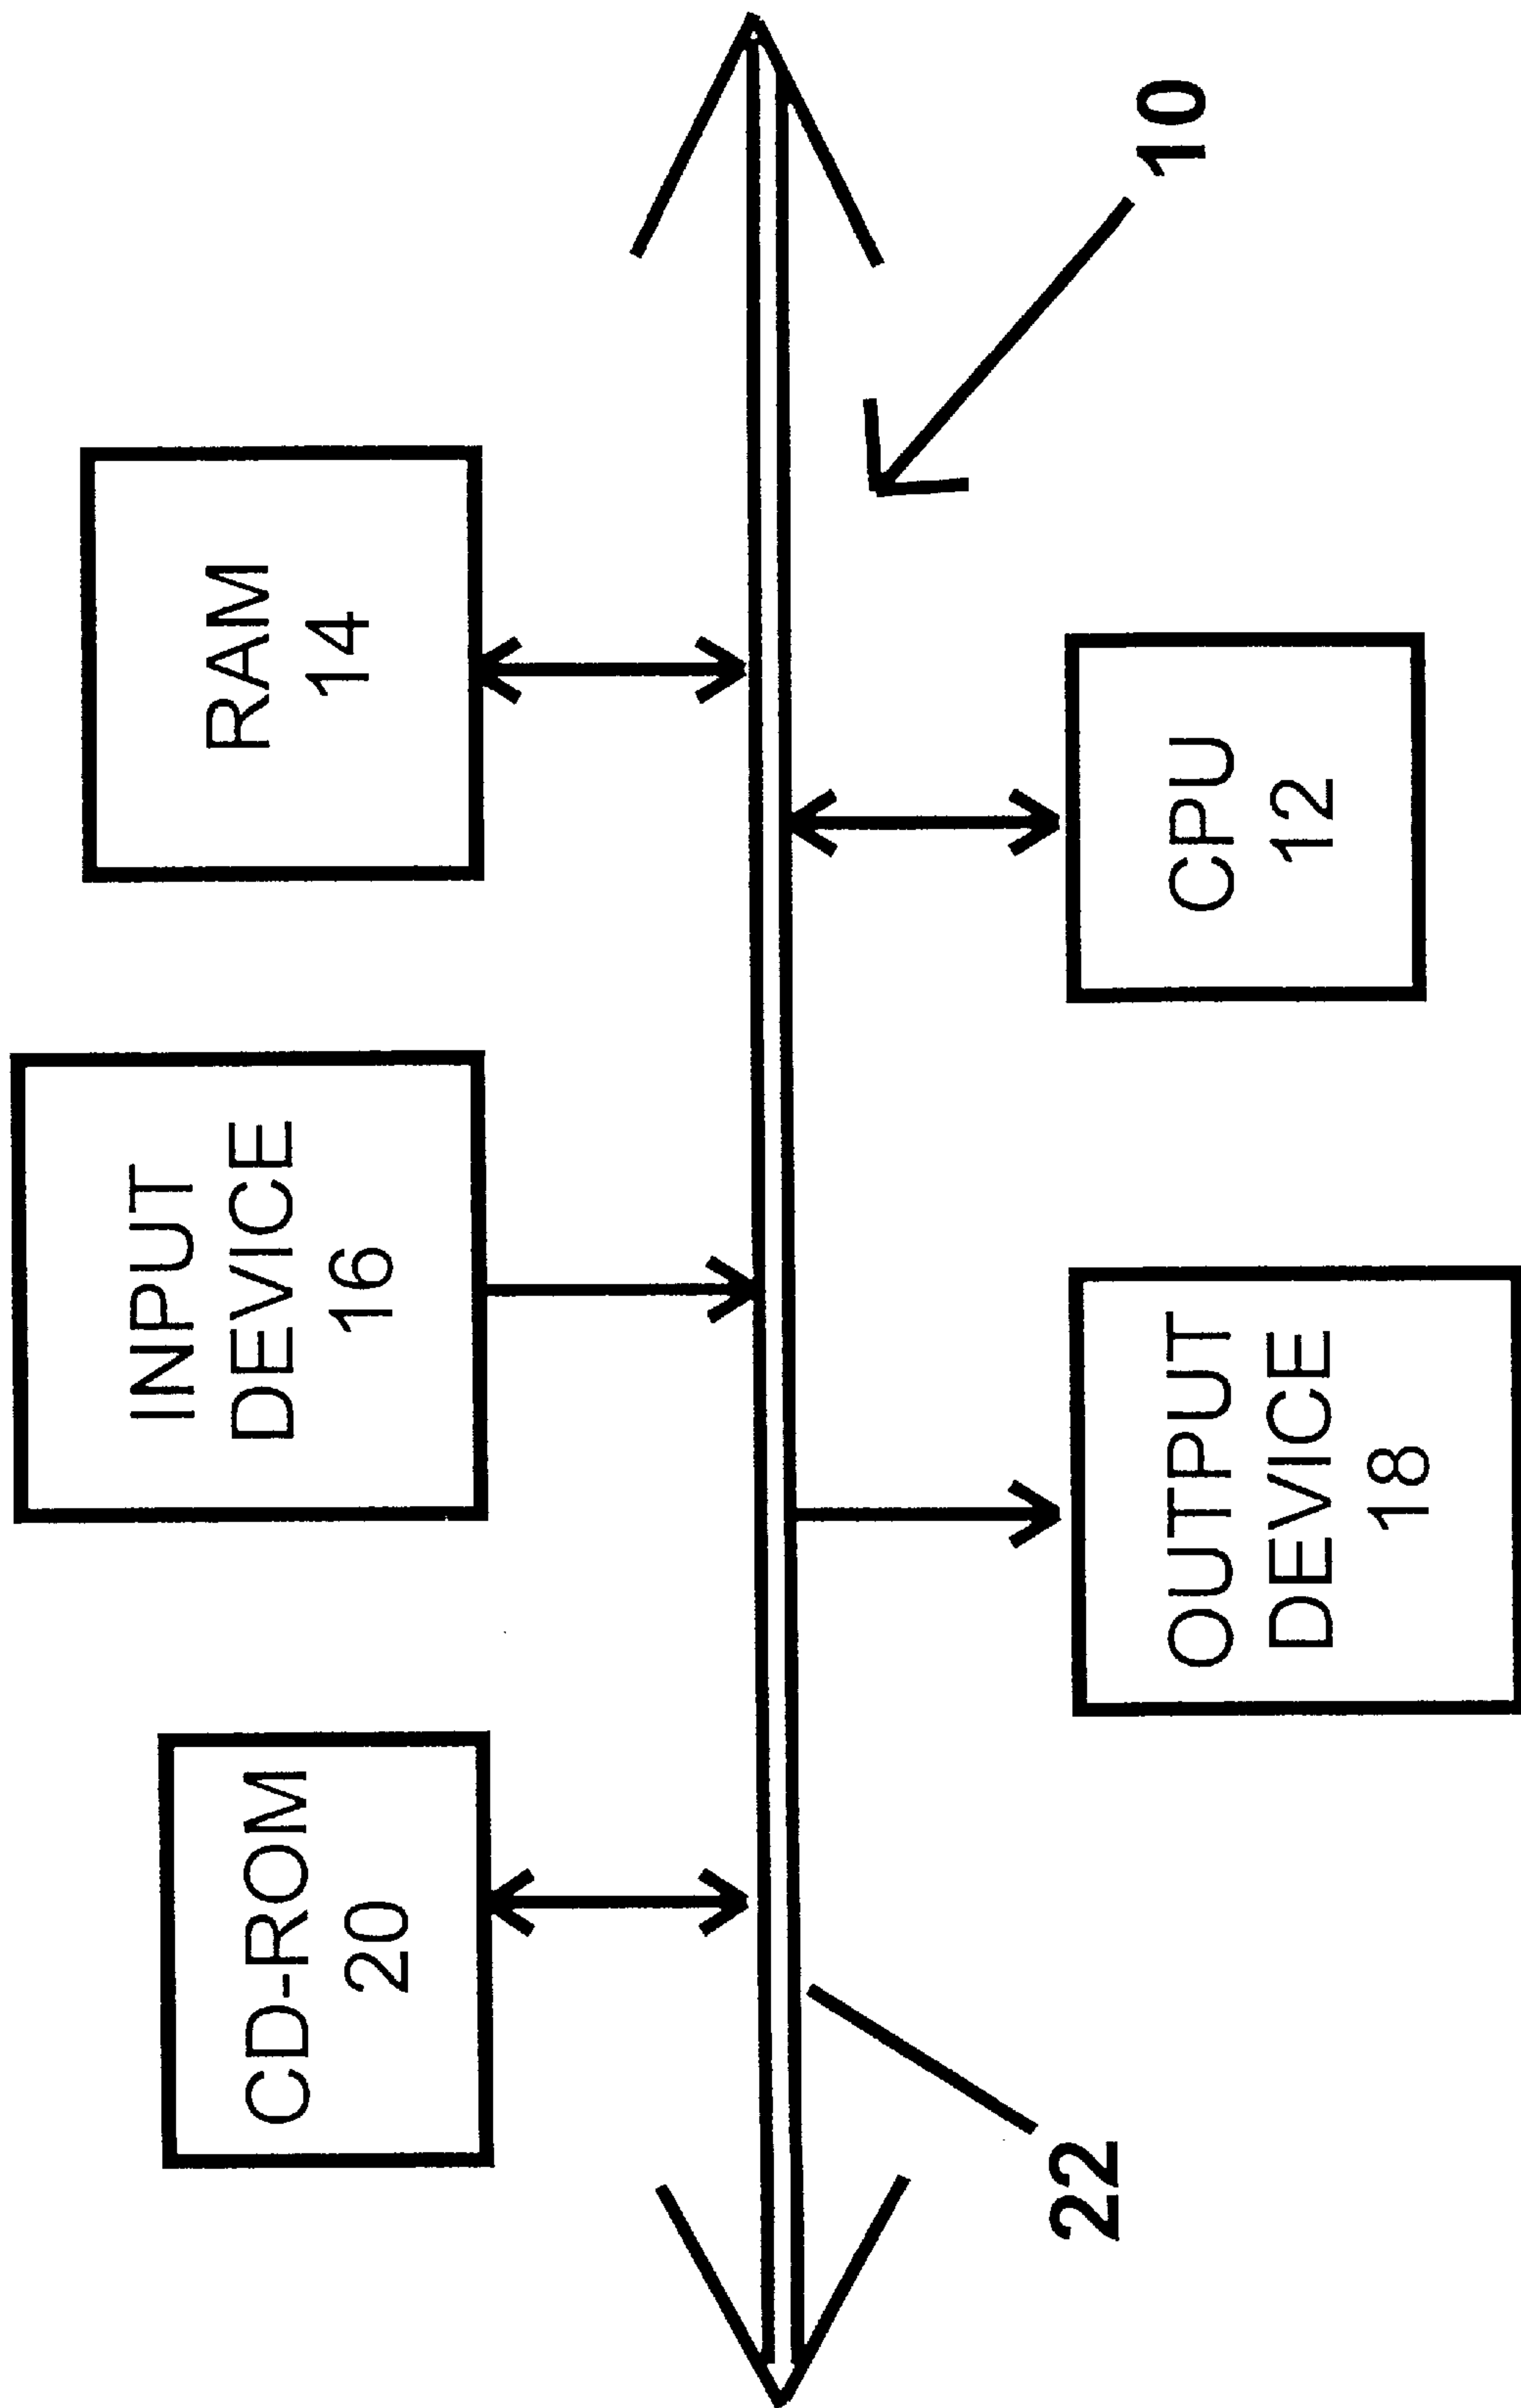 CD-ROM
20
INPUT
DEVICE
16
RAM
14
10
22
OUTPUT
DEVICE
18
CPU
12